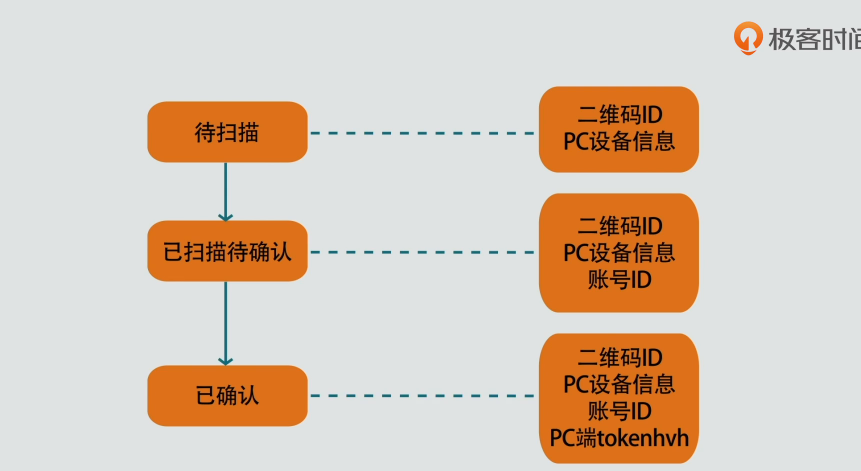 极客时间
待扫描
二维码ID
PC设备信息
已扫描待确认
二维码ID
PC设备信息
账号ID
已确认
二维码ID
PC设备信息
账号ID
PC端tokenhvh